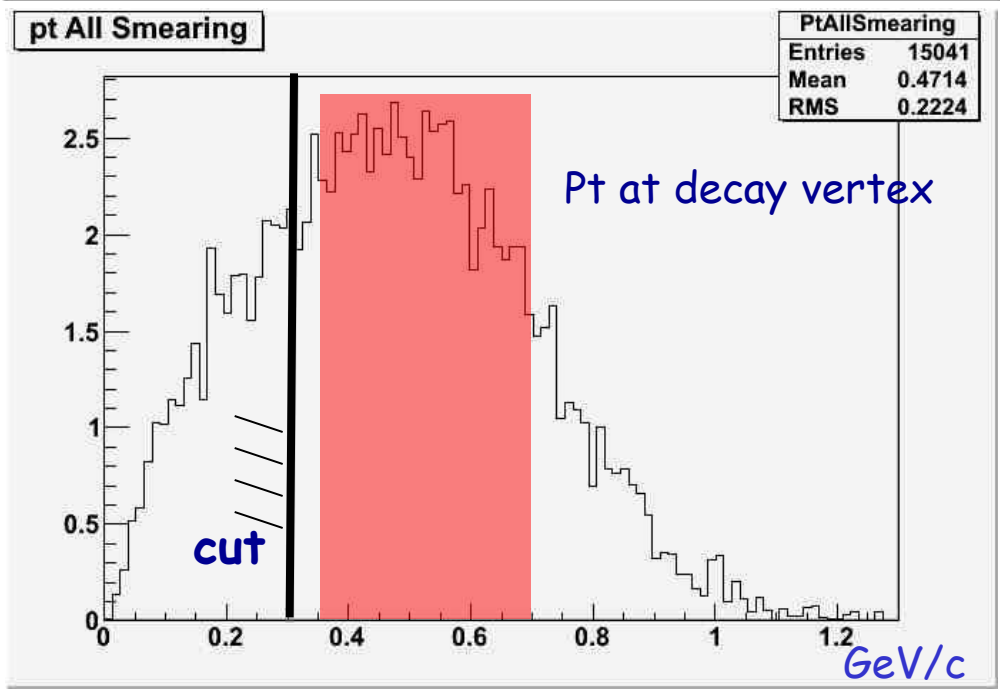 pt All Smearing
PtAllSmearing
Entries 15041
Mean 0.4714
RMS 0.2224
Pt at decay vertex
2.5
2
1.5
1
0.5
0
cut
0 0.2 0.4 0.6 0.8 1 1.2
GeV/c